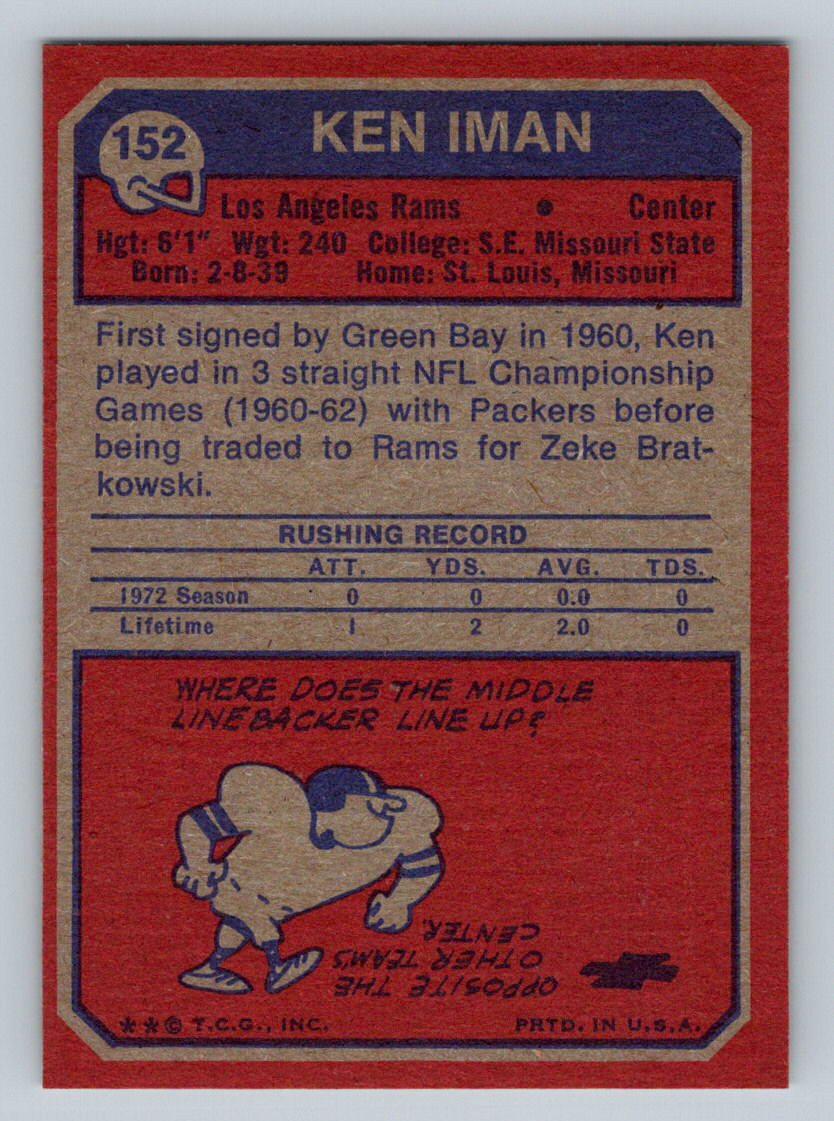 152
KEN IMAN
Los Angeles Rams • Center
Hgt: 6'1" Wgt: 240 College: S.E. Missouri State
Born: 2-8-39 Home: St. Louis, Missouri
First signed by Green Bay in 1960, Ken
played in 3 straight NFL Championship
Games (1960-62) with Packers before
being traded to Rams for Zeke Brat-
kowski.
RUSHING RECORD
ATT. YDS. AVG. TDS.
1972 Season 0 0 0.0 0
Lifetime 1 2 2.0 0
WHERE DOES THE MIDDLE
LINEBACKER LINE UP?
OPPOSITE THE
OTHER TEAM'S
CENTER.
**© T.C.G., INC. PRTD. IN U.S.A.